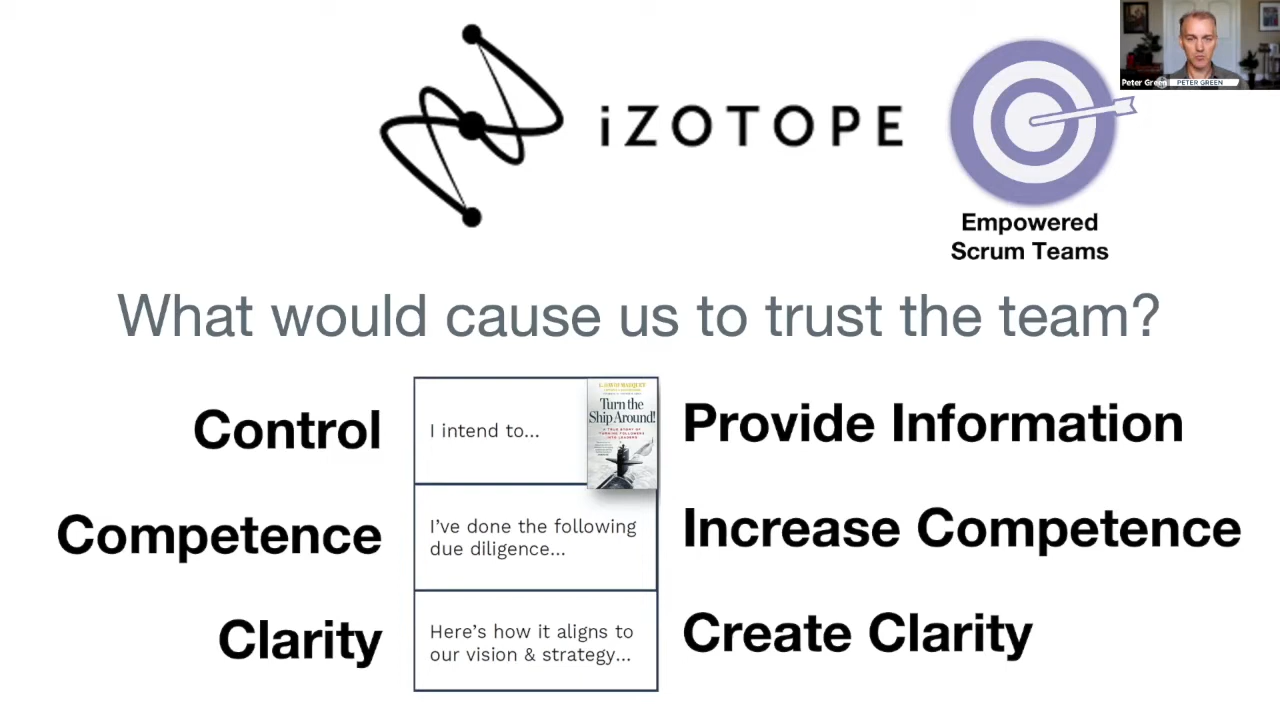 iZOTOPE
Peter Green
PETER GREEN
Empowered
Scrum Teams
What would cause us to trust the team?
Control
I intend to...
Turn the
Ship Around!
Provide Information
Competence
I've done the following
due diligence...
Increase Competence
Clarity
Here's how it aligns to
our vision & strategy...
Create Clarity